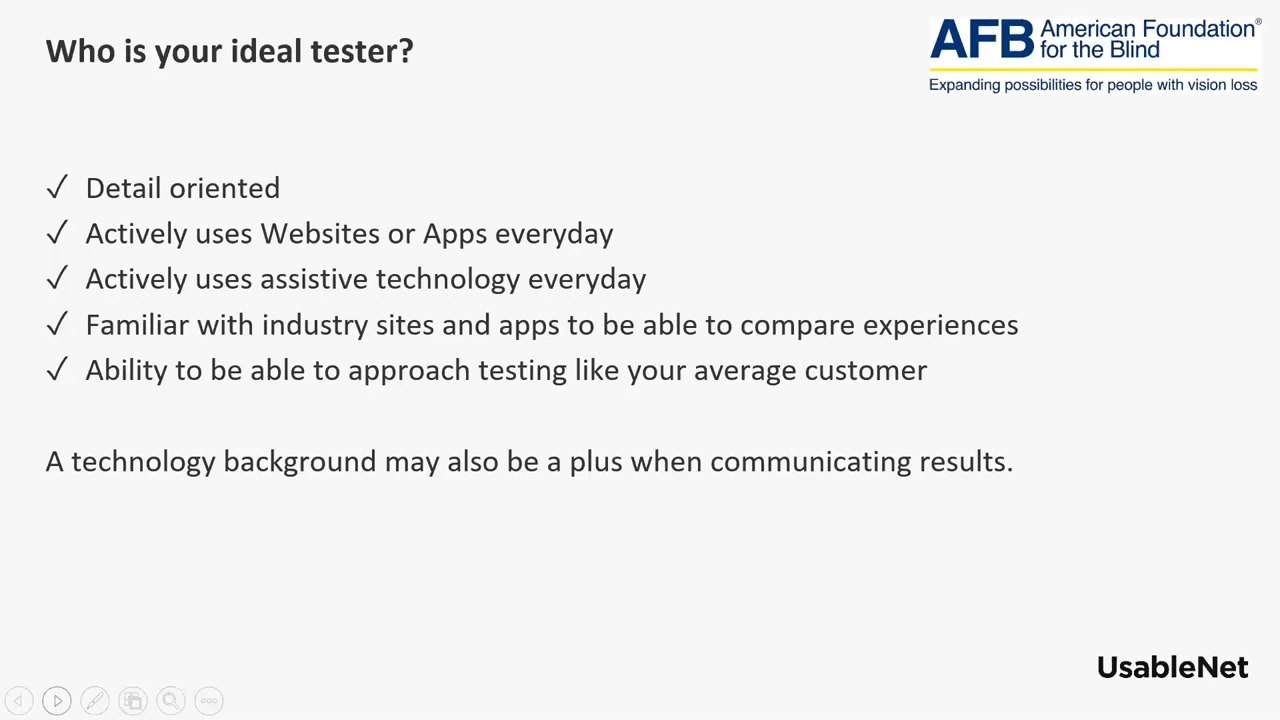 Who is your ideal tester?
AFB American Foundation®
for the Blind
Expanding possibilities for people with vision loss
✓ Detail oriented
✓ Actively uses Websites or Apps everyday
✓ Actively uses assistive technology everyday
✓ Familiar with industry sites and apps to be able to compare experiences
✓ Ability to be able to approach testing like your average customer
A technology background may also be a plus when communicating results.
UsableNet